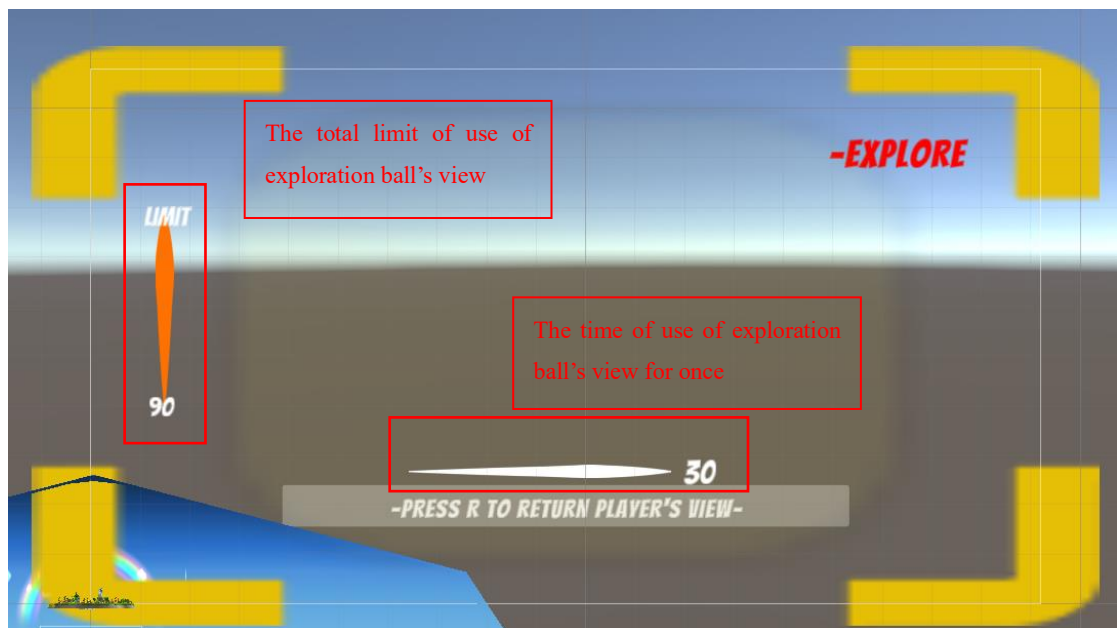 The total limit of use of
exploration ball’s view
-EXPLORE
LIMIT
90
The time of use of exploration
ball’s view for once
30
-PRESS R TO RETURN PLAYER'S VIEW-